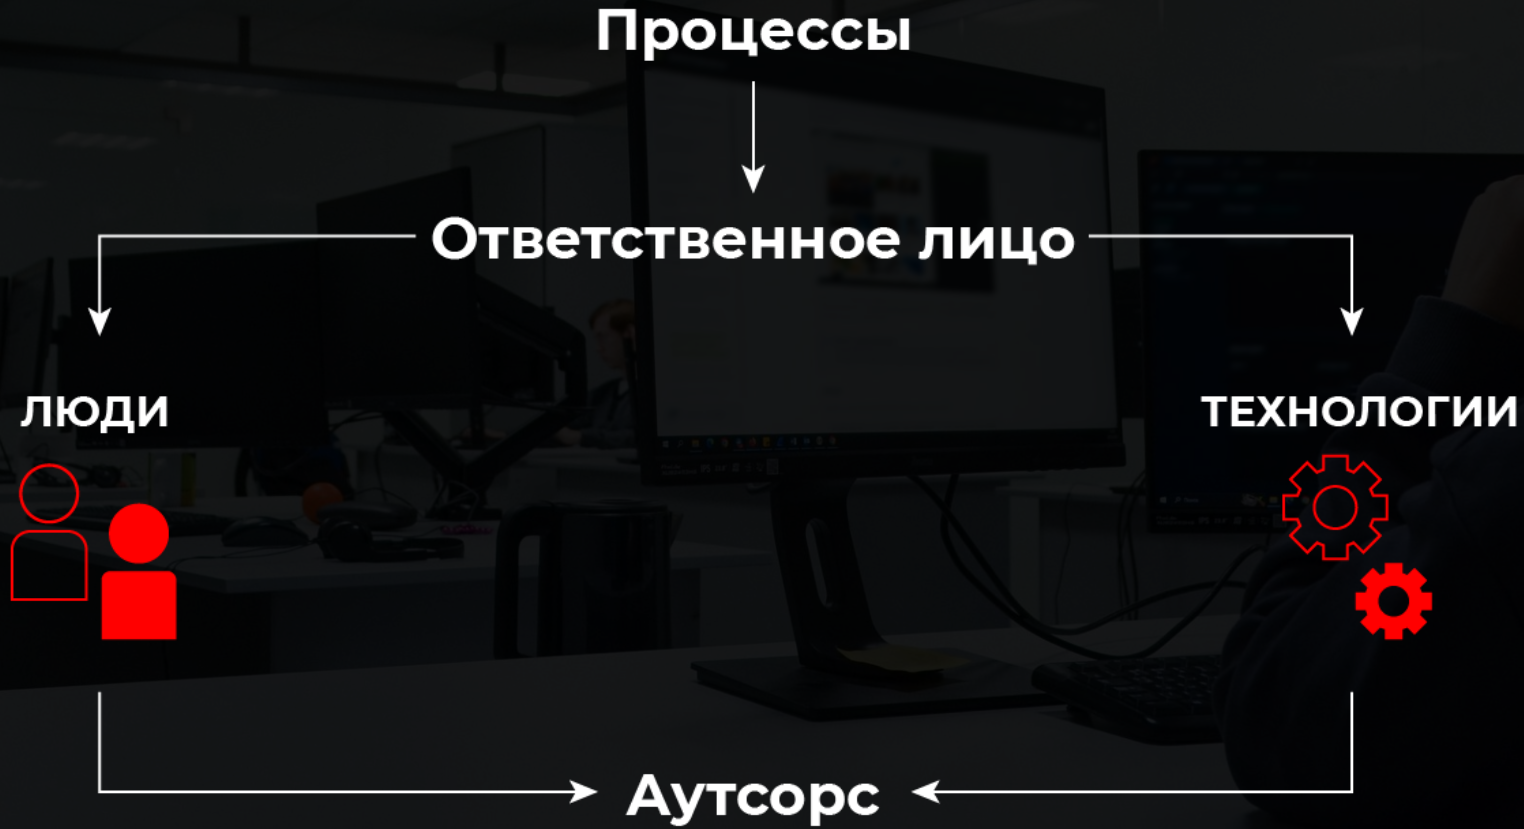 Процессы
Ответственное лицо
ЛЮДИ
ТЕХНОЛОГИИ
Аутсорс